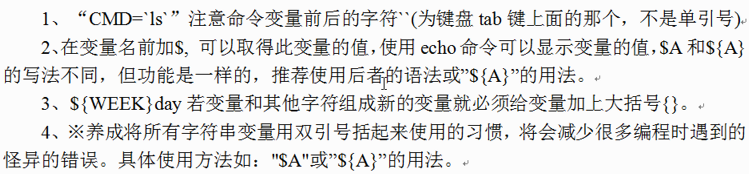 1、“CMD=`ls`”注意命令变量前后的字符``(为键盘 tab 键上面的那个，不是单引号)
2、在变量名前加$, 可以取得此变量的值，使用 echo 命令可以显示变量的值，$A 和${A}
的写法不同，但功能是一样的，推荐使用后者的语法或”${A}”的用法。
3、${WEEK}day 若变量和其他字符组成新的变量就必须给变量加上大括号{}。
4、※养成将所有字符串变量用双引号括起来使用的习惯，将会减少很多编程时遇到的
怪异的错误。具体使用方法如："$A"或”${A}”的用法。